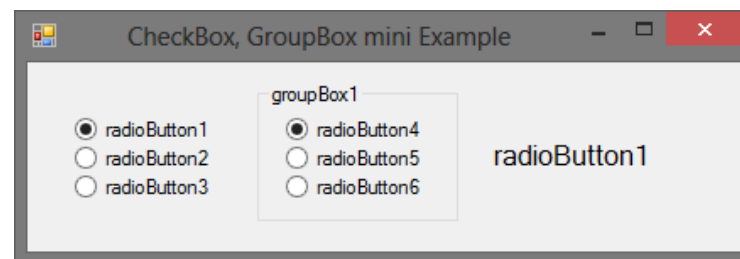 CheckBox, GroupBox mini Example
radioButton1
radioButton2
radioButton3
groupBox1
radioButton4
radioButton5
radioButton6
radioButton1